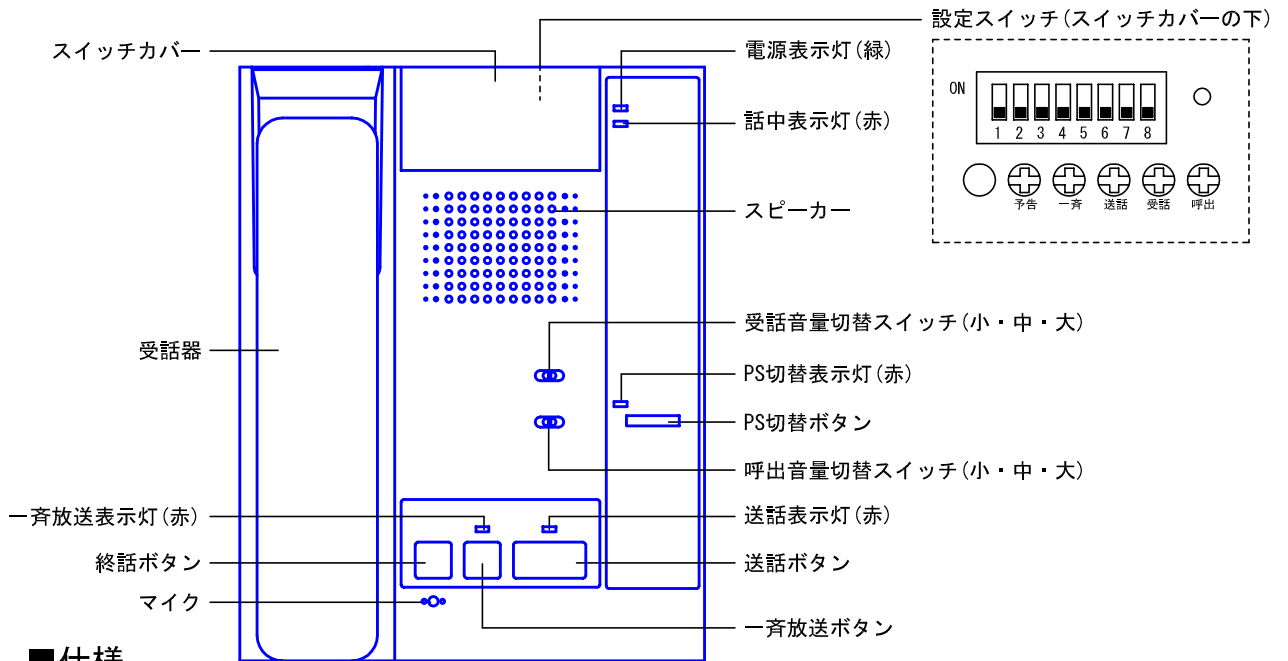 設定スイッチ(スイッチカバーの下)
スイッチカバー
電源表示灯(緑)
ON
話中表示灯(赤)
1 2 3 4 5 6 7 8
予告 一斉 送話 受話 呼出
スピーカー
受話音量切替スイッチ(小・中・大)
受話器
PS切替表示灯(赤)
PS切替ボタン
呼出音量切替スイッチ(小・中・大)
一斉放送表示灯(赤)
送話表示灯(赤)
終話ボタン
送話ボタン
マイク
一斉放送ボタン
■仕様